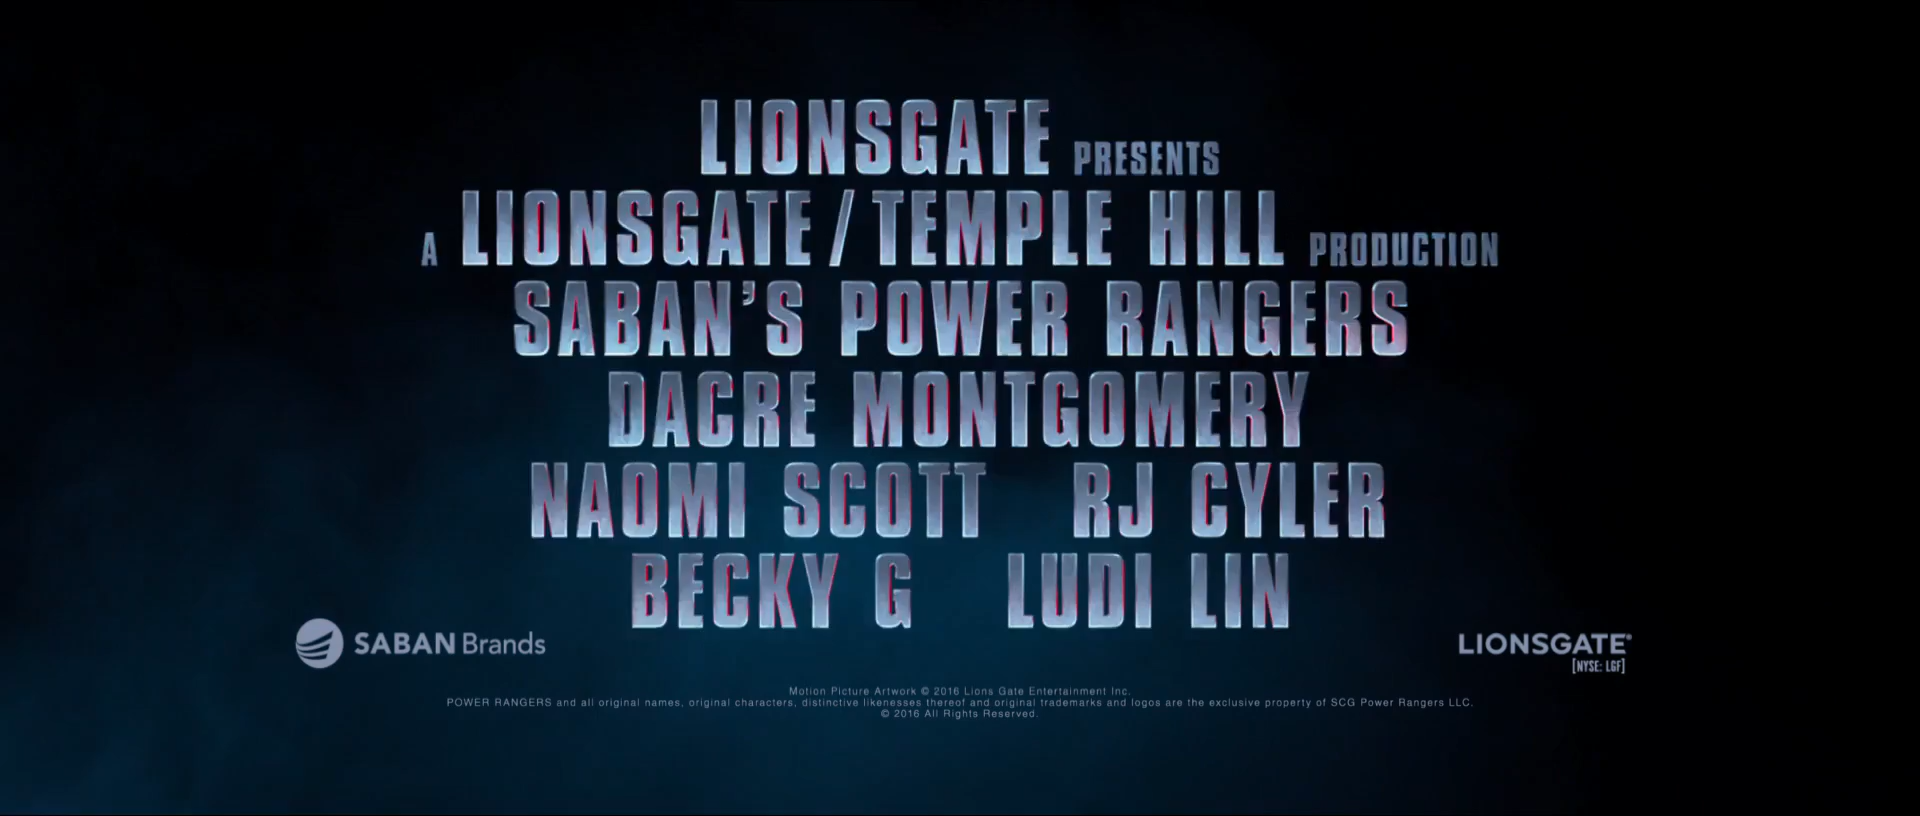 LIONSGATE PRESENTS
A LIONSGATE / TEMPLE HILL PRODUCTION
SABAN'S POWER RANGERS
DACRE MONTGOMERY
NAOMI SCOTT RJ CYLER
BECKY G LUDI LIN
SABAN Brands
LIONSGATE®
[NYSE: LGF]
Motion Picture Artwork © 2016 Lions Gate Entertainment Inc.
POWER RANGERS and all original names, original characters, distinctive likenesses thereof and original trademarks and logos are the exclusive property of SCG Power Rangers LLC.
© 2016 All Rights Reserved.